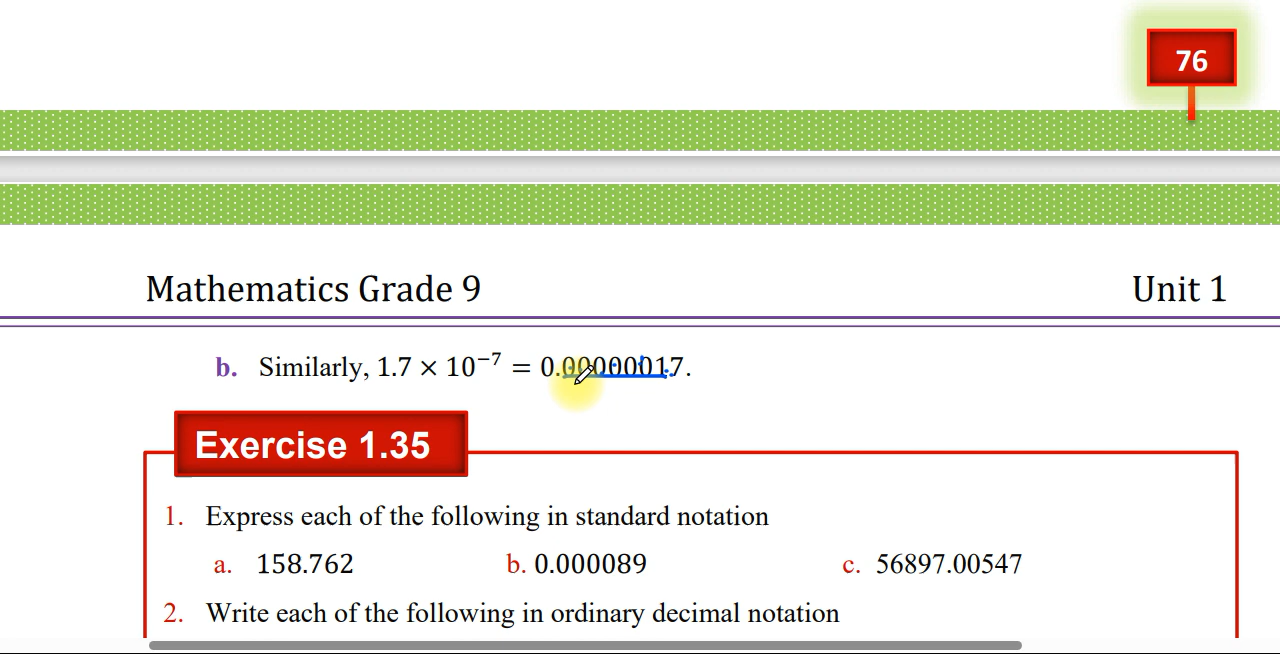 76
Mathematics Grade 9 Unit 1
b. Similarly, 1.7 × 10⁻⁷ = 0.00000017.
Exercise 1.35
1. Express each of the following in standard notation
a. 158.762 b. 0.000089 c. 56897.00547
2. Write each of the following in ordinary decimal notation